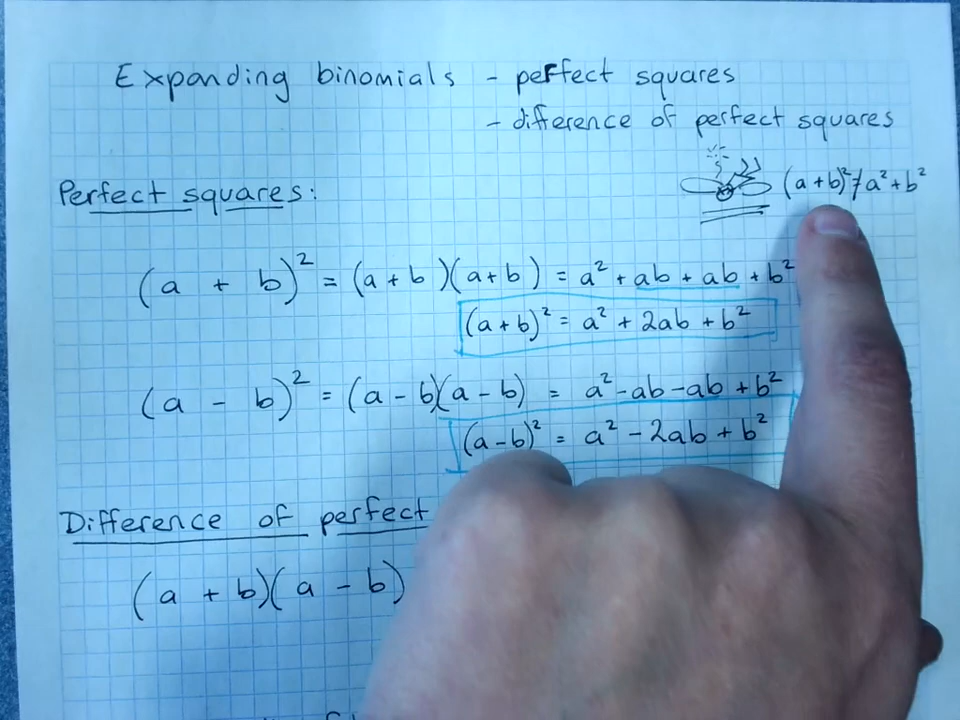 Expanding binomials - perfect squares
- difference of perfect squares
(a + b)² ≠ a² + b²
Perfect squares:
(a + b)² = (a + b)(a + b) = a² + ab + ab + b²
(a + b)² = a² + 2ab + b²
(a - b)² = (a - b)(a - b) = a² - ab - ab + b²
(a - b)² = a² - 2ab + b²
Difference of perfect
(a + b)(a - b)